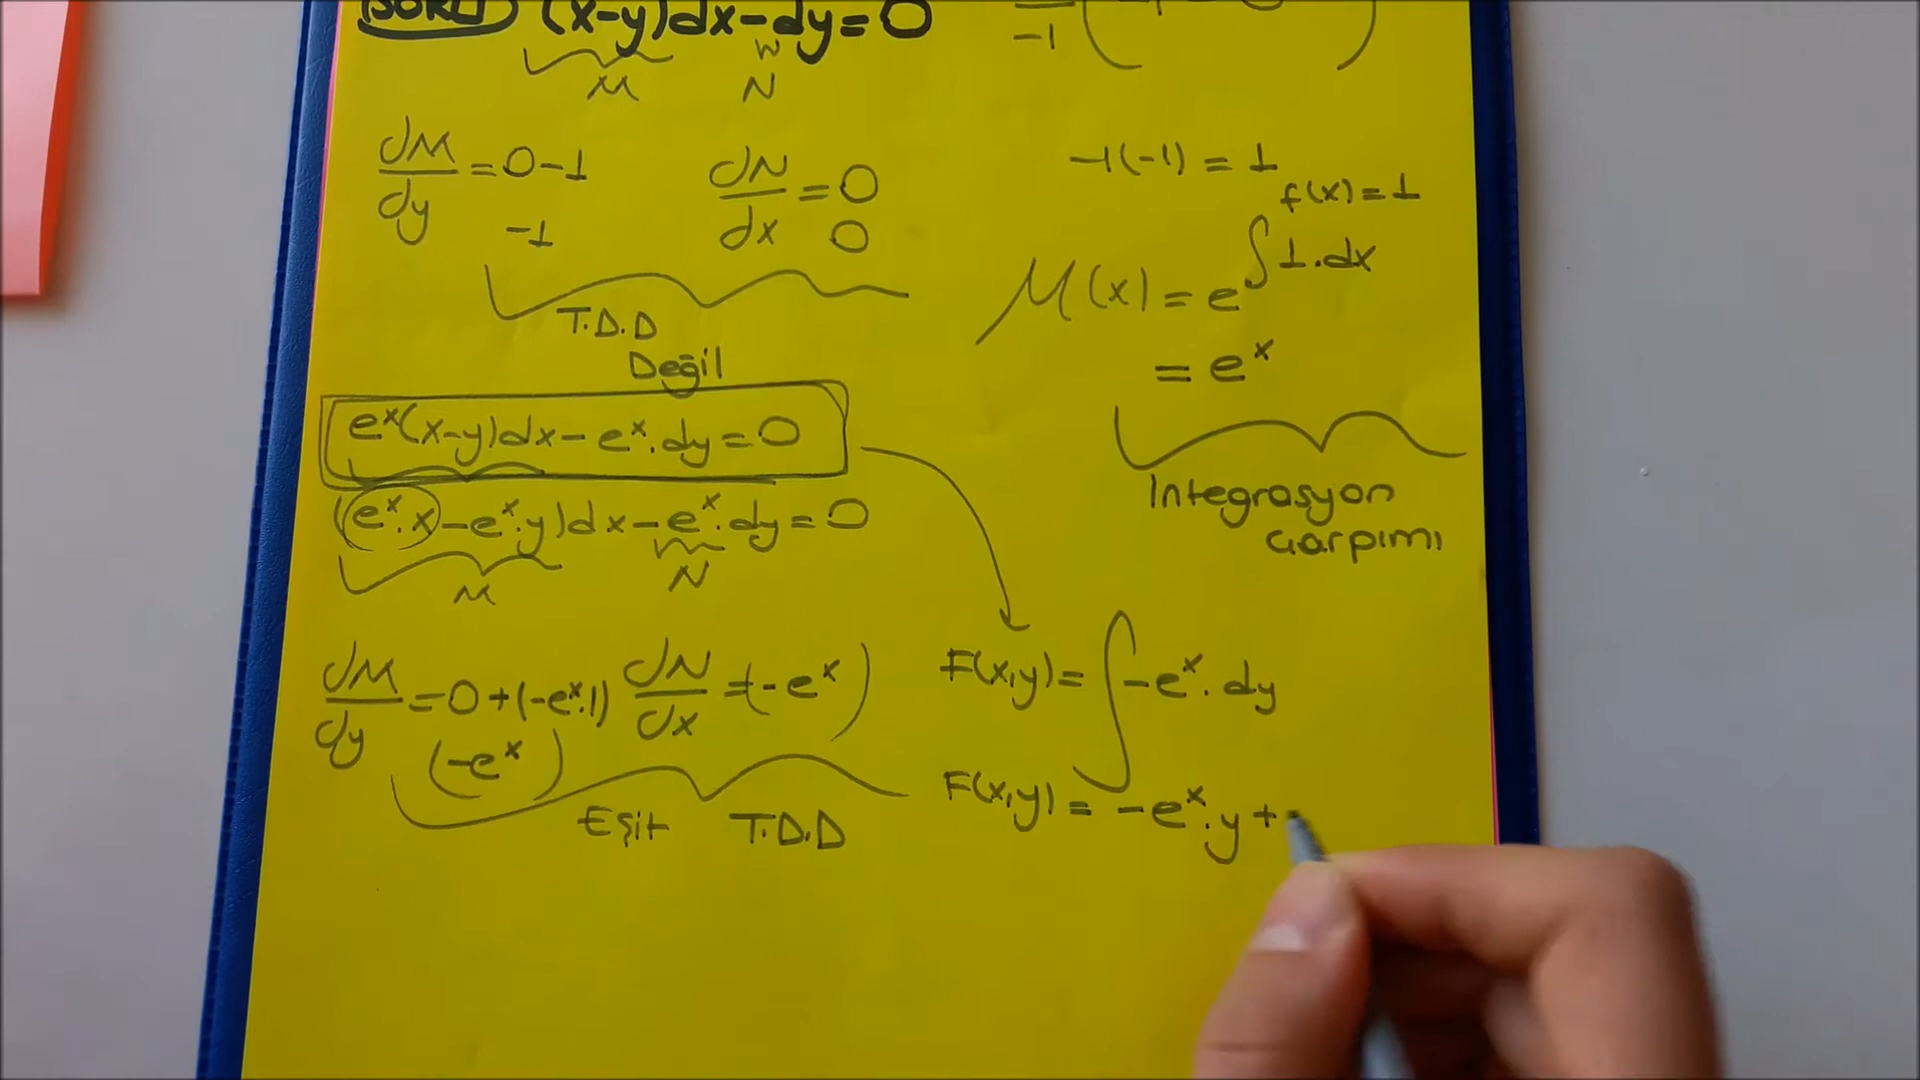 SORU (x-y)dx-dy=0
M N
-1
dM/dy = 0-1
-1
dN/dx = 0
0
T.D.D
Değil
e^x(x-y)dx-e^x.dy=0
(e^x.x-e^x.y)dx-e^x.dy=0
M N
dM/dy = 0+(-e^x.1)
(-e^x)
dN/dx = (-e^x)
Eşit T.D.D
-1(-1) = 1
f(x)=1
M(x) = e^∫1.dx
= e^x
Integrasyon
Çarpımı
F(x,y)= ∫-e^x.dy
F(x,y) = -e^x.y+